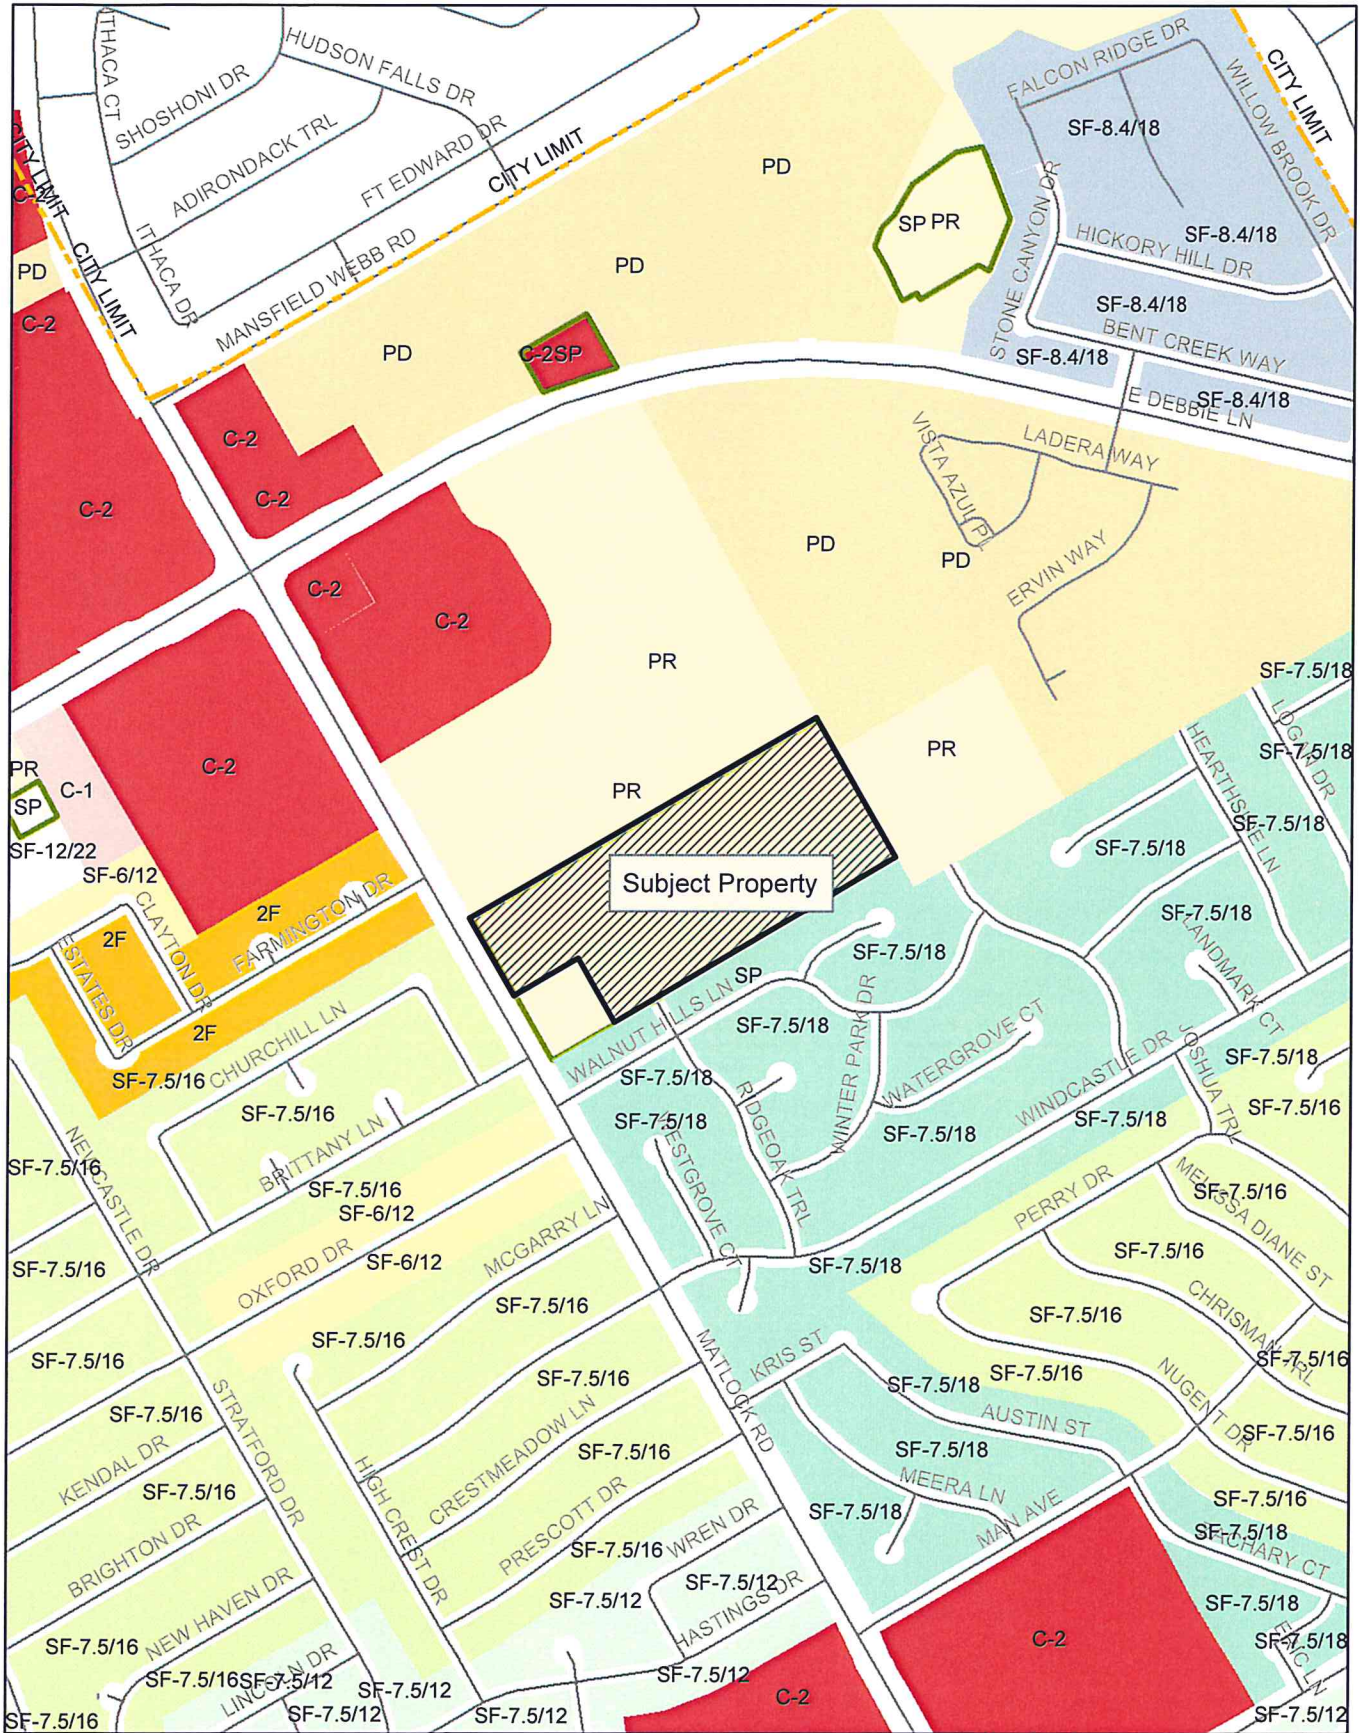 ITHACA CT
SHOSHONI DR
HUDSON FALLS DR
ADIRONDACK TRL
FT EDWARD DR
CITY LIMIT
FALCON RIDGE DR
WILLOW BROOK DR
CITY LIMIT
SF-8.4/18
PD
CITY LIMIT
C-2
ITHACA DR
CITY LIMIT
MANSFIELD WEBB RD
SP PR
STONE CANYON DR
SF-8.4/18
HICKORY HILL DR
PD
PD
C-2
SF-8.4/18
BENT CREEK WAY
SF-8.4/18
PD
C-2SP
SF-8.4/18
E DEBBIE LN
C-2
C-2
C-2
VISTA AZUL PL
LADERA WAY
PD
PD
ERVIN WAY
C-2
C-2
PR
SF-7.5/18
LOGAN DR
SF-7.5/18
HEARTHSIDE LN
PR
PR
C-2
PR
C-1
SP
SF-12/22
SF-6/12
SF-7.5/18
SF-7.5/18
Subject Property
CLAYTON DR
2F
FARMINGTON DR
2F
ESTATES DR
2F
SF-7.5/18
LANDMARK CT
SF-7.5/18
SP
WALNUT HILLS LN
SF-7.5/18
WINTER PARK DR
WATERGROVE CT
WINDCASTLE DR
JOSHUA TRL
SF-7.5/18
SF-7.5/16
CHURCHILL LN
SF-7.5/16
SF-7.5/18
SF-7.5/18
RIDGEOAK TRL
WESTGROVE CT
SF-7.5/18
SF-7.5/18
SF-7.5/16
NEWCASTLE DR
SF-7.5/16
BRITTANY LN
SF-7.5/16
SF-6/12
PERRY DR
MELISSA DIANE ST
SF-7.5/16
SF-7.5/16
OXFORD DR
SF-6/12
MCGARRY LN
SF-7.5/16
SF-7.5/18
SF-7.5/16
CHRISMAN TRL
SF-7.5/16
SF-7.5/16
SF-7.5/16
MATLOCK RD
KRIS ST
SF-7.5/16
SF-7.5/16
NUGENT DR
SF-7.5/16
SF-7.5/18
SF-7.5/16
STRATFORD DR
SF-7.5/16
KENDAL DR
CRESTMEADOW LN
AUSTIN ST
SF-7.5/16
SF-7.5/16
SF-7.5/18
HIGH CREST DR
MEERA LN
SF-7.5/16
PRESCOTT DR
SF-7.5/16
SF-7.5/18
MAN AVE
BRIGHTON DR
WREN DR
SF-7.5/16
SF-7.5/18
ZACHARY CT
SF-7.5/12
SF-7.5/12
HASTINGS DR
SF-7.5/18
NEW HAVEN DR
SF-7.5/16
C-2
SF-7.5/18
SF-7.5/16
SF-7.5/12
LINCOLN DR
SF-7.5/12
SF-7.5/12
SF-7.5/12
C-2
SF-7.5/16
SF-7.5/12
SF-7.5/12